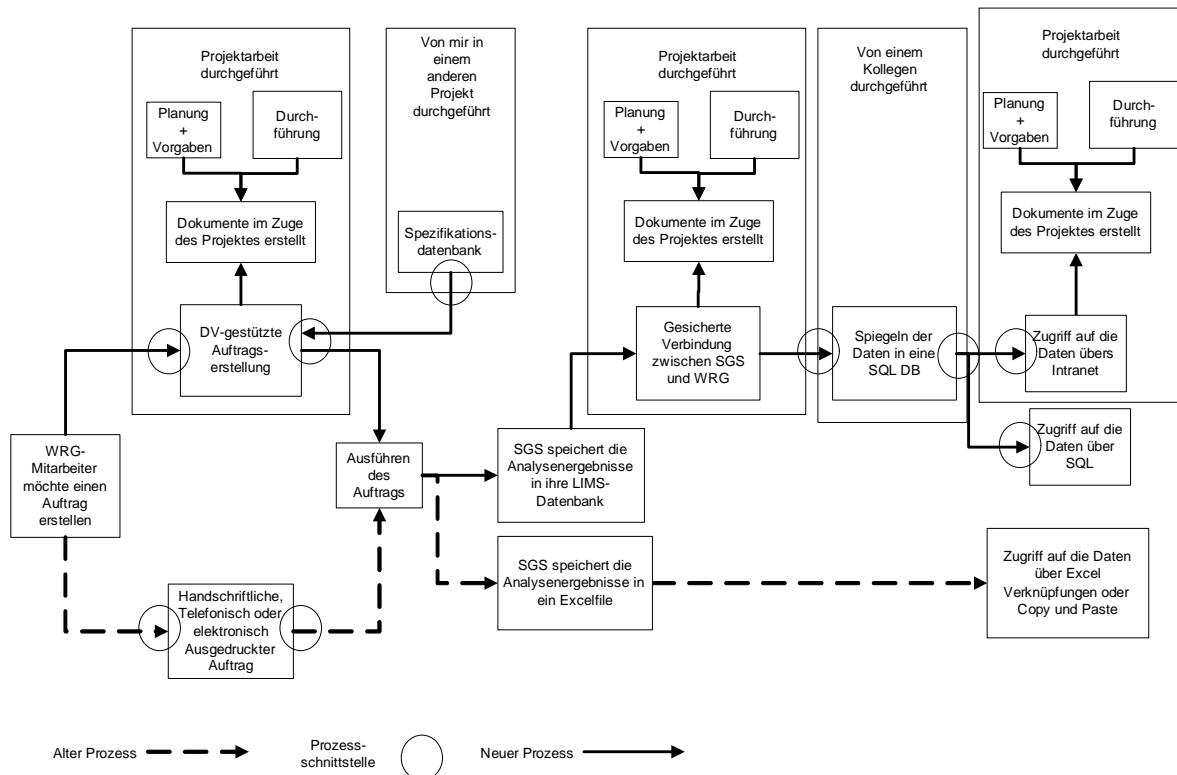 Projektarbeit
durchgeführt
Planung
+
Vorgaben
Durch-
führung
Dokumente im Zuge
des Projektes erstellt
DV-gestützte
Auftrags-
erstellung
Von mir in
einem
anderen
Projekt
durchgeführt
Spezifikations-
datenbank
Projektarbeit
durchgeführt
Planung
+
Vorgaben
Durch-
führung
Dokumente im Zuge
des Projektes erstellt
Gesicherte
Verbindung
zwischen SGS
und WRG
Von einem
Kollegen
durchgeführt
Spiegeln der
Daten in eine
SQL DB
Projektarbeit
durchgeführt
Planung
+
Vorgaben
Durch-
führung
Dokumente im Zuge
des Projektes erstellt
Zugriff auf die
Daten übers
Intranet
Zugriff auf die
Daten über
SQL
WRG-
Mitarbeiter
möchte einen
Auftrag
erstellen
Ausführen
des
Auftrags
SGS speichert die
Analysenergebnisse
in ihre LIMS-
Datenbank
SGS speichert die
Analysenergebnisse in
ein Excelfile
Zugriff auf die Daten
über Excel
Verknüpfungen oder
Copy und Paste
Handschriftliche,
Telefonisch oder
elektronisch
Ausgedruckter
Auftrag
Alter Prozess
Prozess-
schnittstelle
Neuer Prozess